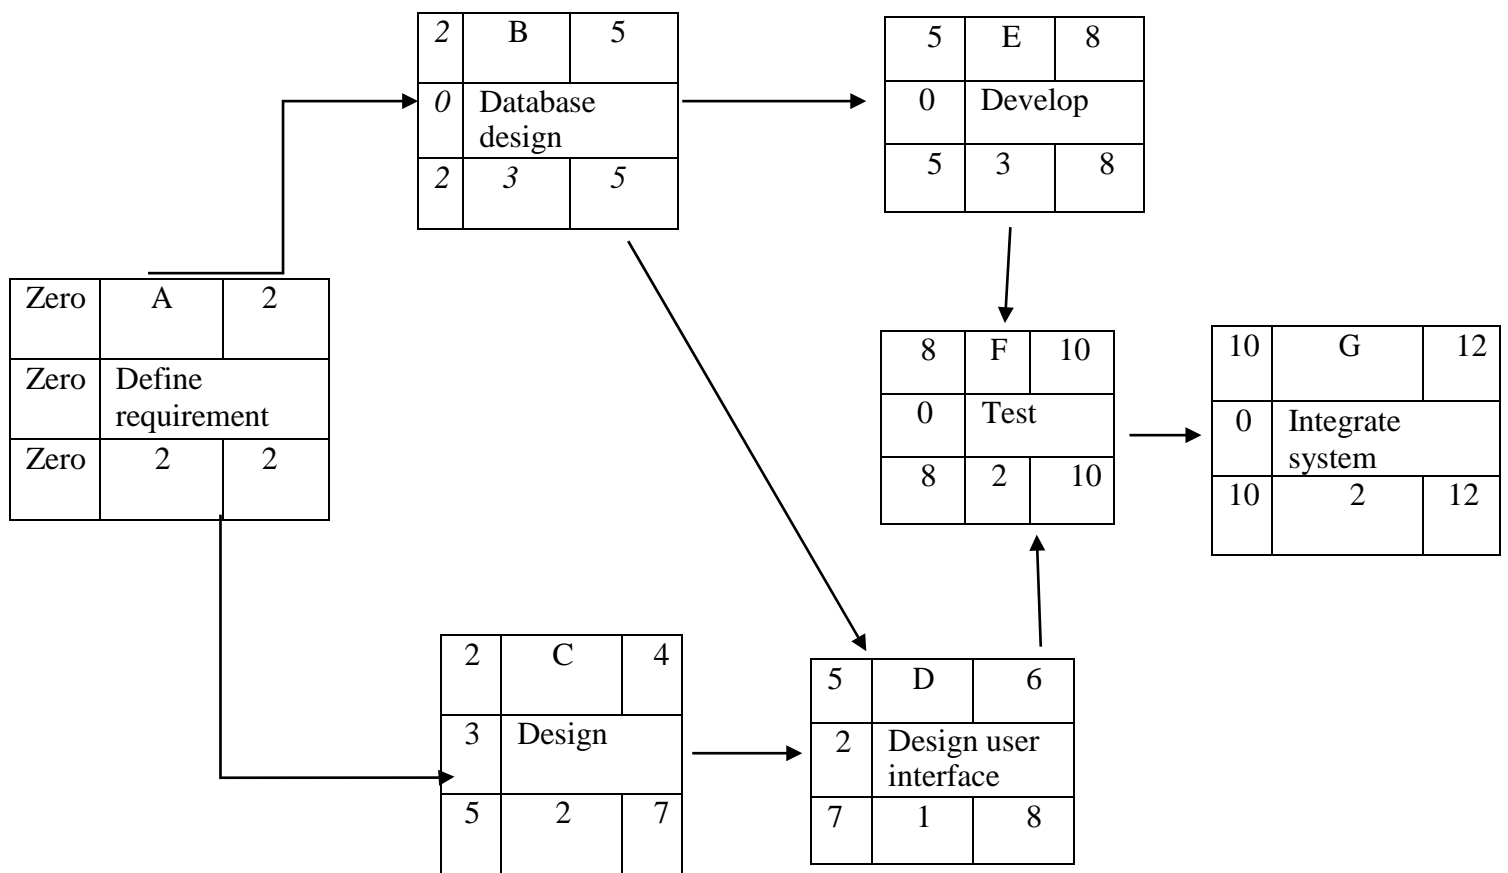 2 B 5
0 Database
design
2 3 5
5 E 8
0 Develop
5 3 8
Zero A 2
Zero Define
requirement
Zero 2 2
8 F 10
0 Test
8 2 10
10 G 12
0 Integrate
system
10 2 12
2 C 4
3 Design
5 2 7
5 D 6
2 Design user
interface
7 1 8